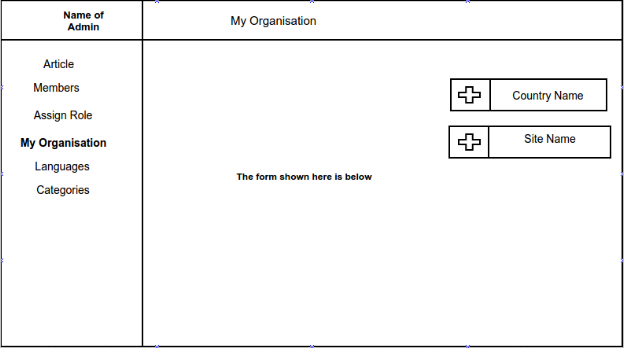 Name of
Admin
My Organisation
Article
Members
Assign Role
My Organisation
Languages
Categories
Country Name
Site Name
The form shown here is below